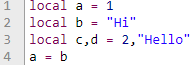 1 local a = 1
2 local b = "Hi"
3 local c,d = 2,"Hello"
4 a = b